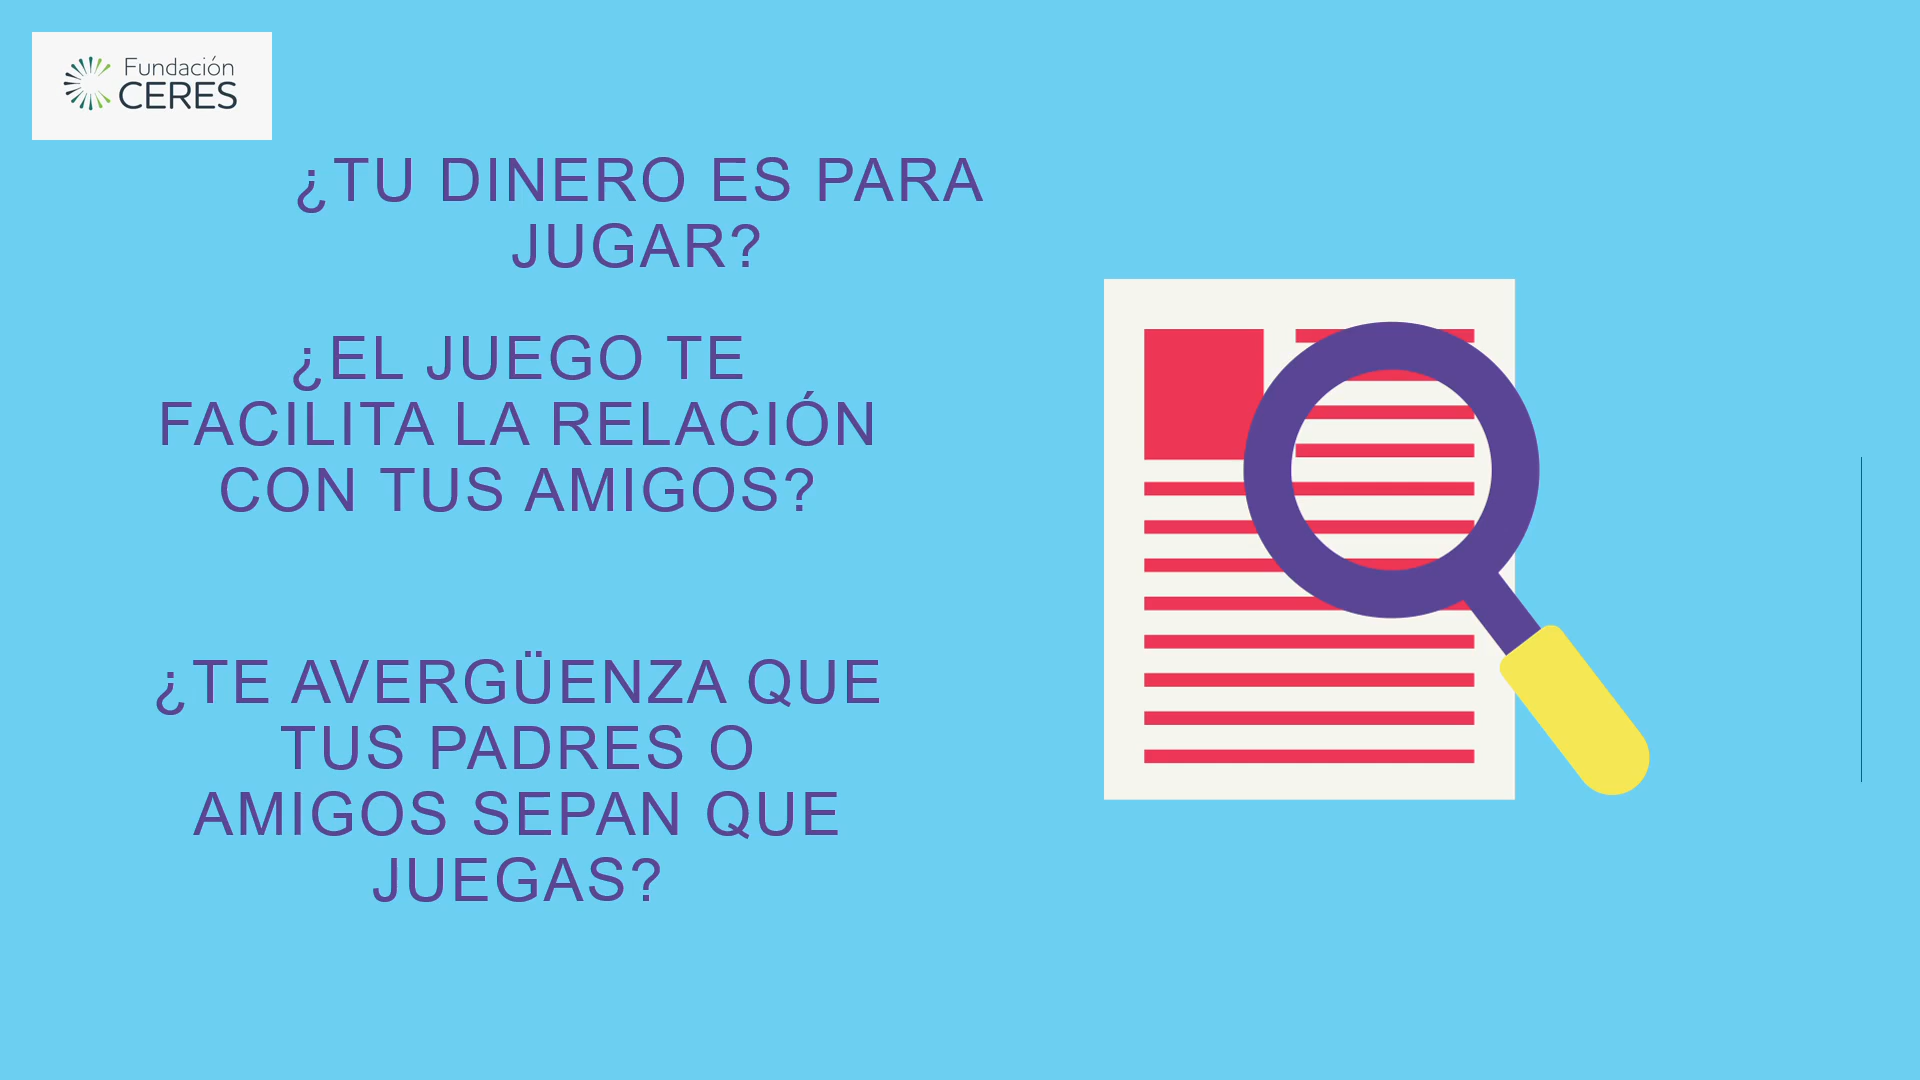 Fundación
CERES
¿TU DINERO ES PARA
JUGAR?
¿EL JUEGO TE
FACILITA LA RELACIÓN
CON TUS AMIGOS?
¿TE AVERGÜENZA QUE
TUS PADRES O
AMIGOS SEPAN QUE
JUEGAS?